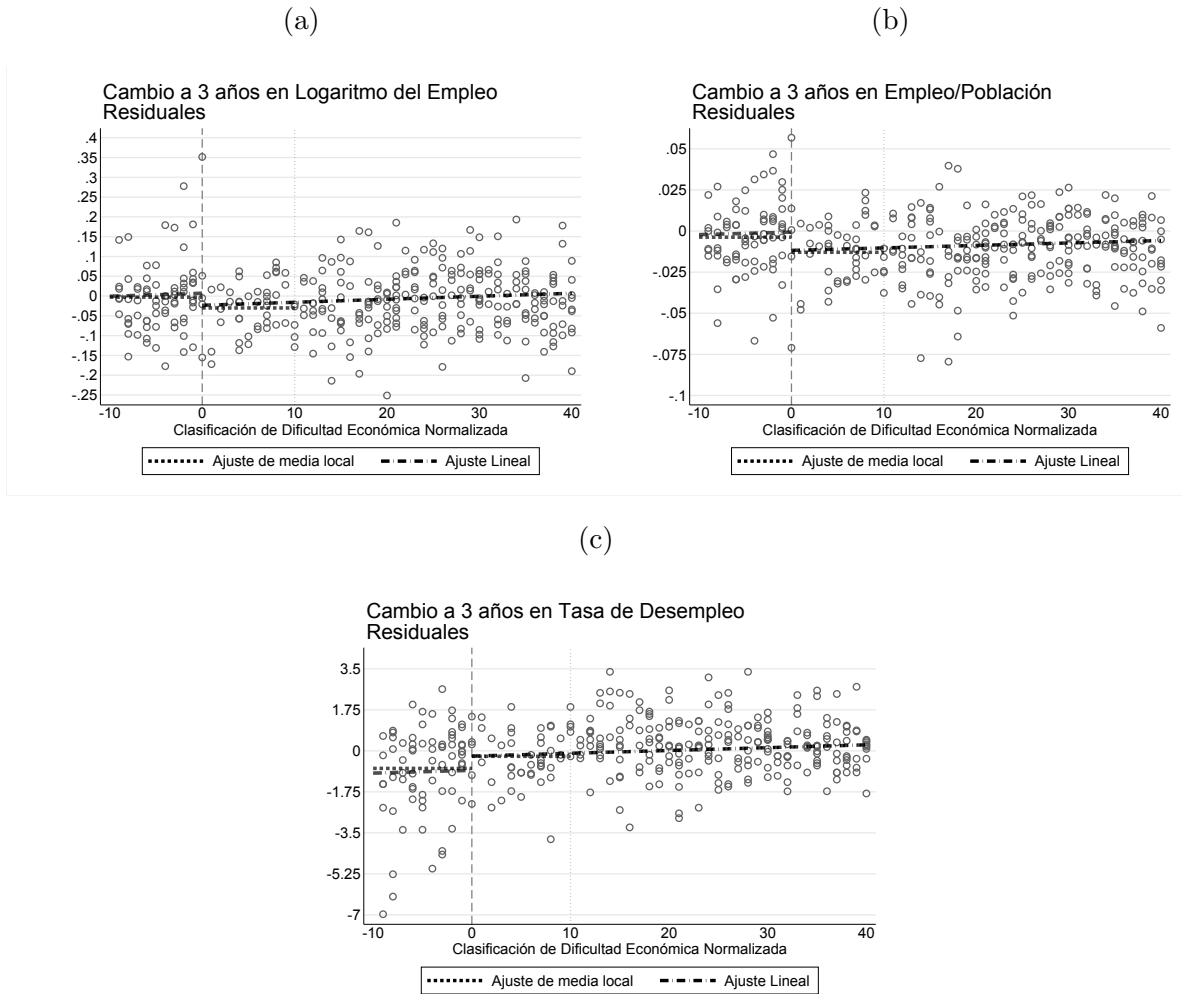 (a)
Cambio a 3 años en Logaritmo del Empleo
Residuales
.4
.35
.3
.25
.2
.15
.1
.05
0
-.05
-.1
-.15
-.2
-.25
-10 0 10 20 30 40
Clasificación de Dificultad Económica Normalizada
Ajuste de media local Ajuste Lineal
(b)
Cambio a 3 años en Empleo/Población
Residuales
.05
.025
0
-.025
-.05
-.075
-.1
-10 0 10 20 30 40
Clasificación de Dificultad Económica Normalizada
Ajuste de media local Ajuste Lineal
(c)
Cambio a 3 años en Tasa de Desempleo
Residuales
3.5
1.75
0
-1.75
-3.5
-5.25
-7
-10 0 10 20 30 40
Clasificación de Dificultad Económica Normalizada
Ajuste de media local Ajuste Lineal